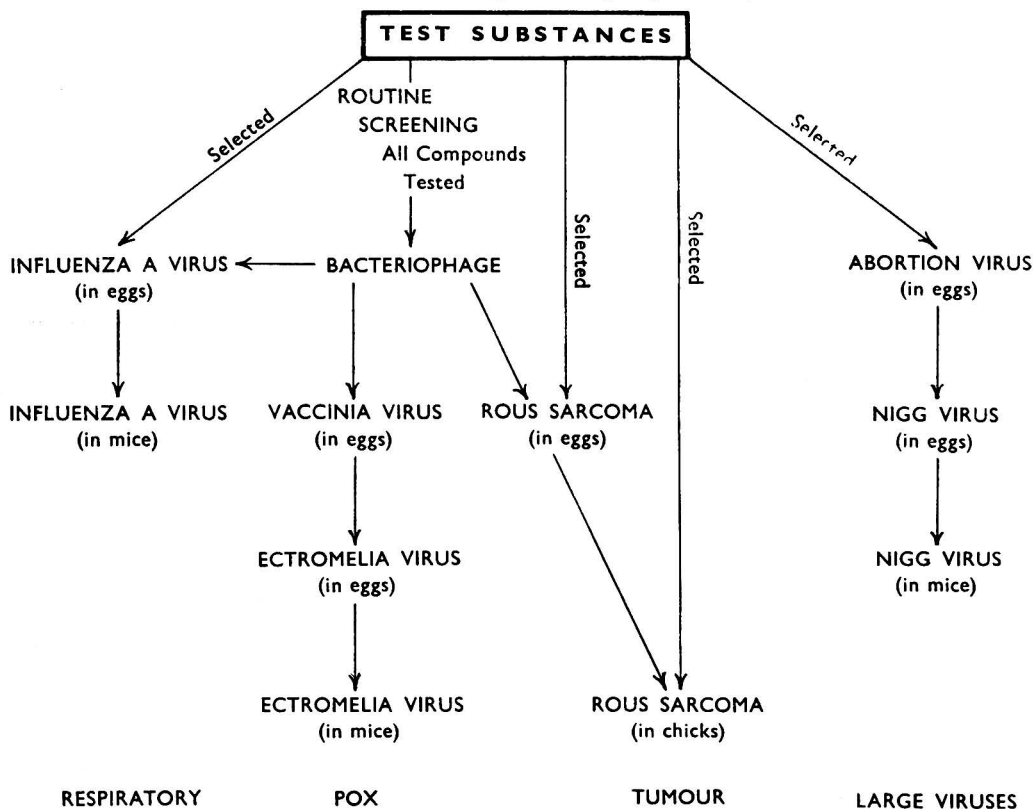 TEST SUBSTANCES
ROUTINE
SCREENING
All Compounds
Tested
Selected
Selected
Selected
Selected
INFLUENZA A VIRUS
(in eggs)
BACTERIOPHAGE
ABORTION VIRUS
(in eggs)
INFLUENZA A VIRUS
(in mice)
VACCINIA VIRUS
(in eggs)
ROUS SARCOMA
(in eggs)
NIGG VIRUS
(in eggs)
ECTROMELIA VIRUS
(in eggs)
NIGG VIRUS
(in mice)
ECTROMELIA VIRUS
(in mice)
ROUS SARCOMA
(in chicks)
RESPIRATORY
POX
TUMOUR
LARGE VIRUSES